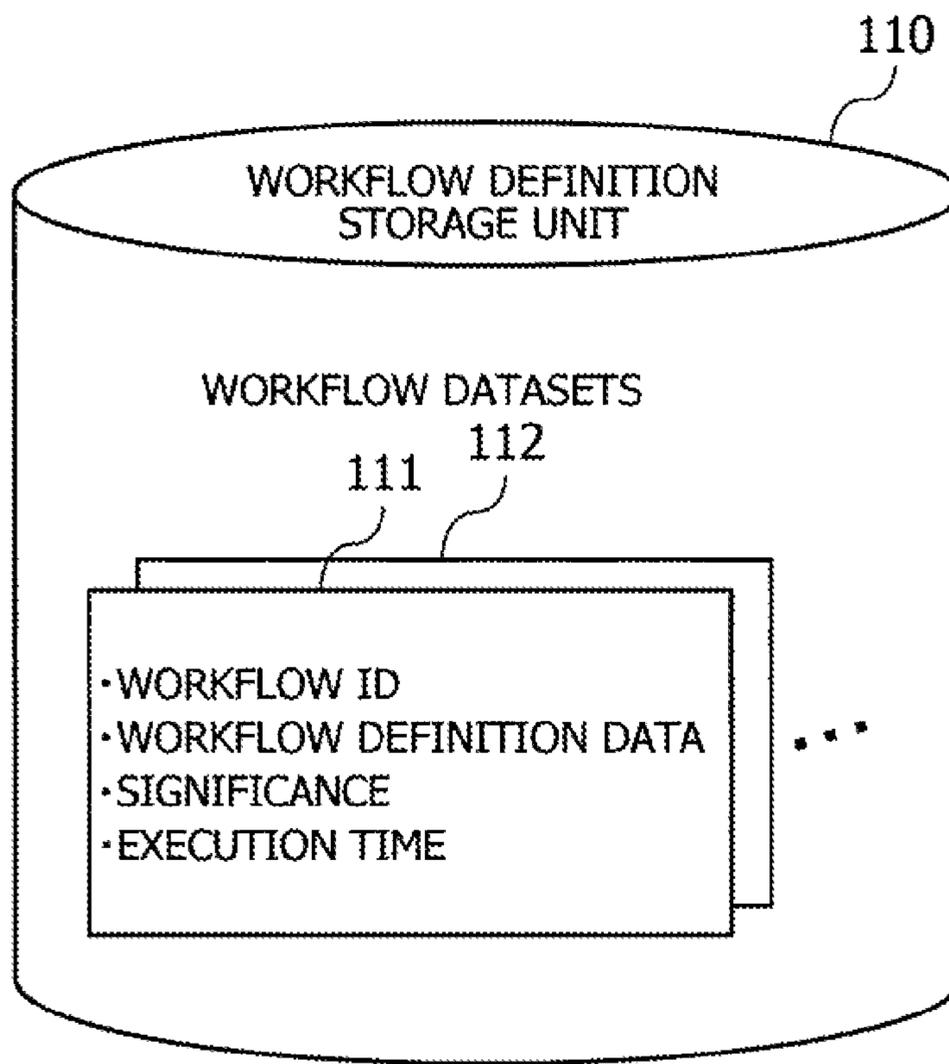 110
WORKFLOW DEFINITION
STORAGE UNIT
WORKFLOW DATASETS
112
111
·WORKFLOW ID
·WORKFLOW DEFINITION DATA
·SIGNIFICANCE
·EXECUTION TIME